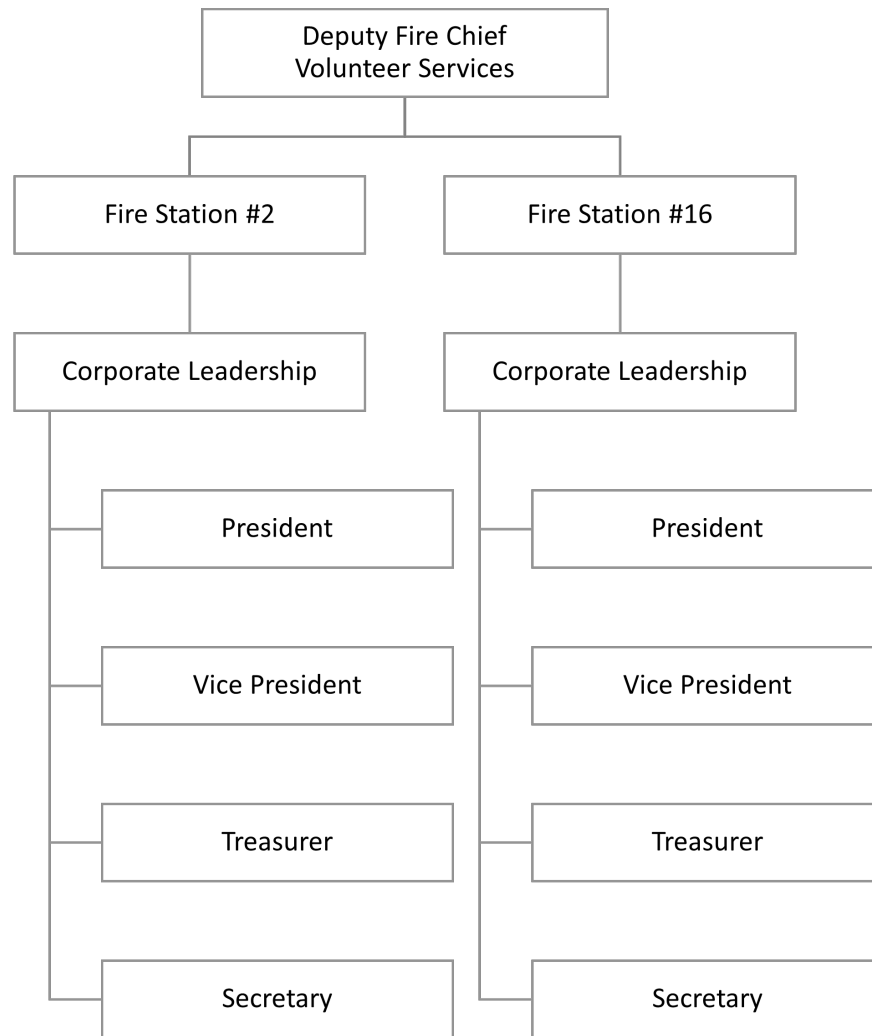 Deputy Fire Chief
Volunteer Services
Fire Station #2
Fire Station #16
Corporate Leadership
Corporate Leadership
President
President
Vice President
Vice President
Treasurer
Treasurer
Secretary
Secretary